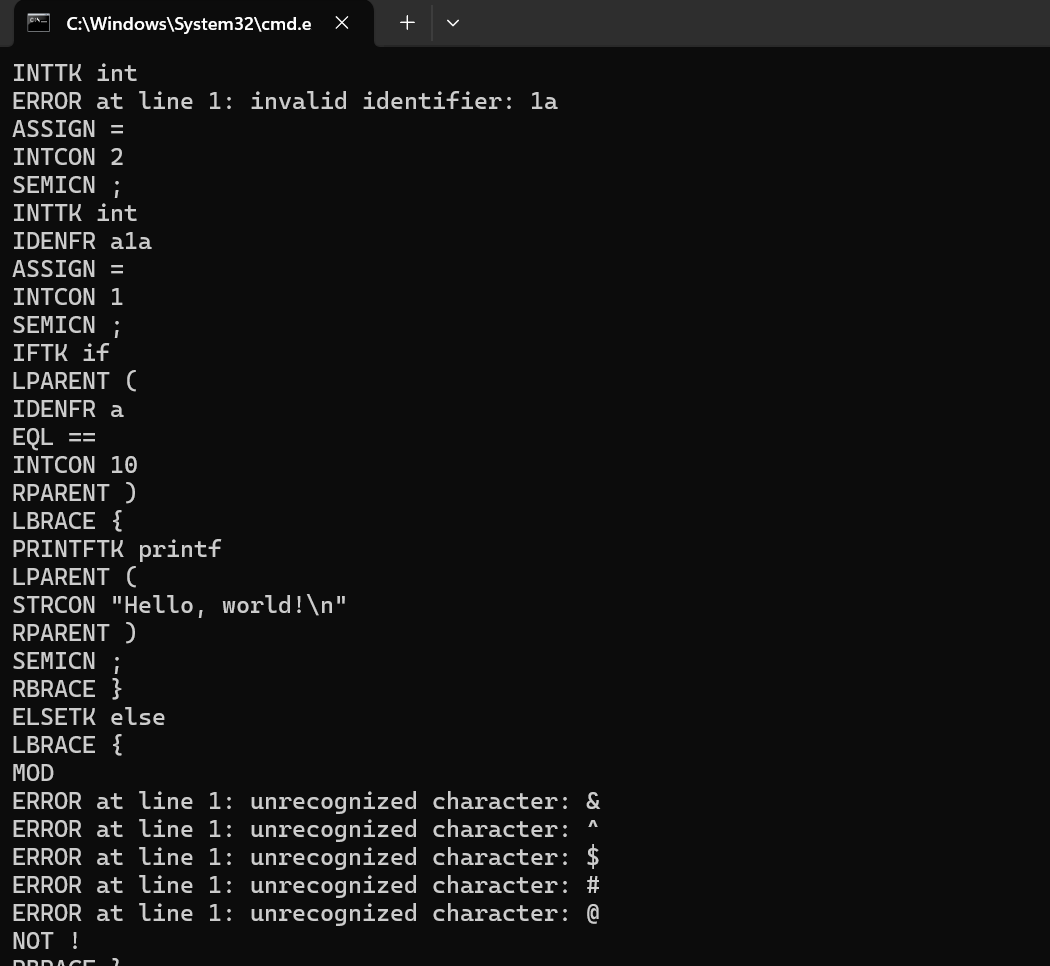 C:\Windows\System32\cmd.e
INTTK int
ERROR at line 1: invalid identifier: 1a
ASSIGN =
INTCON 2
SEMICN ;
INTTK int
IDENFR a1a
ASSIGN =
INTCON 1
SEMICN ;
IFTK if
LPARENT (
IDENFR a
EQL ==
INTCON 10
RPARENT )
LBRACE {
PRINTFTK printf
LPARENT (
STRCON "Hello, world!\n"
RPARENT )
SEMICN ;
RBRACE }
ELSETK else
LBRACE {
MOD
ERROR at line 1: unrecognized character: &
ERROR at line 1: unrecognized character: ^
ERROR at line 1: unrecognized character: $
ERROR at line 1: unrecognized character: #
ERROR at line 1: unrecognized character: @
NOT !
RBRACE }